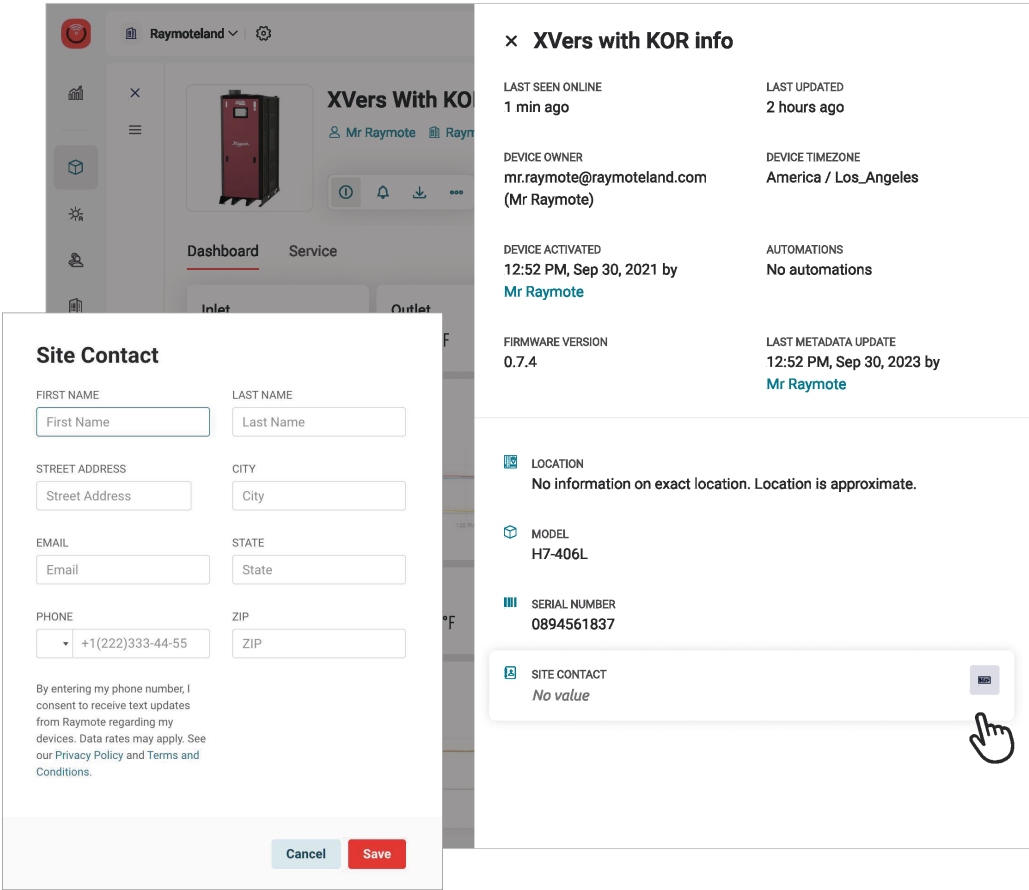 Raymoteland
XVers With KO
Mr Raymote
Raym
Dashboard
Service
Inlet
Outlet
°F
XVers with KOR info
LAST SEEN ONLINE
1 min ago
LAST UPDATED
2 hours ago
DEVICE OWNER
mr.raymote@raymoteland.com
(Mr Raymote)
DEVICE TIMEZONE
America / Los_Angeles
DEVICE ACTIVATED
12:52 PM, Sep 30, 2021 by
Mr Raymote
AUTOMATIONS
No automations
FIRMWARE VERSION
0.7.4
LAST METADATA UPDATE
12:52 PM, Sep 30, 2023 by
Mr Raymote
LOCATION
No information on exact location. Location is approximate.
MODEL
H7-406L
SERIAL NUMBER
0894561837
SITE CONTACT
No value
Site Contact
FIRST NAME
First Name
LAST NAME
Last Name
STREET ADDRESS
Street Address
CITY
City
EMAIL
Email
STATE
State
PHONE
+1(222)333-44-55
ZIP
ZIP
By entering my phone number, I
consent to receive text updates
from Raymote regarding my
devices. Data rates may apply. See
our Privacy Policy and Terms and
Conditions.
Cancel
Save